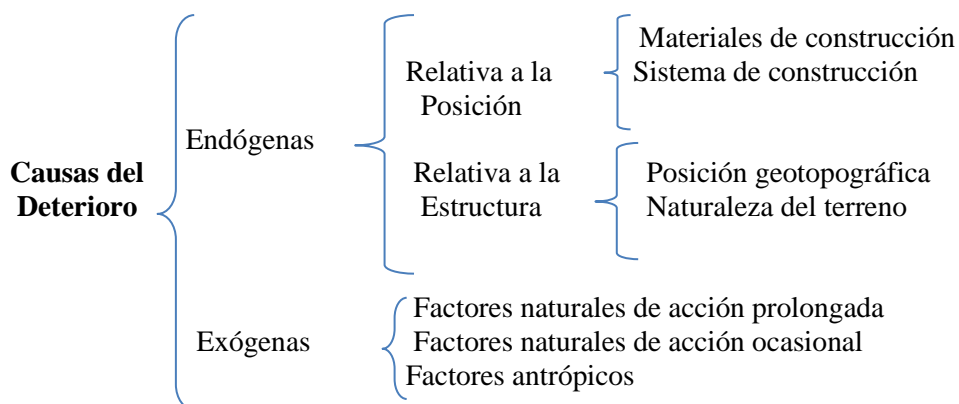 Causas del
Deterioro
Endógenas
Relativa a la
Posición
Materiales de construcción
Sistema de construcción
Relativa a la
Estructura
Posición geotopográfica
Naturaleza del terreno
Exógenas
Factores naturales de acción prolongada
Factores naturales de acción ocasional
Factores antrópicos